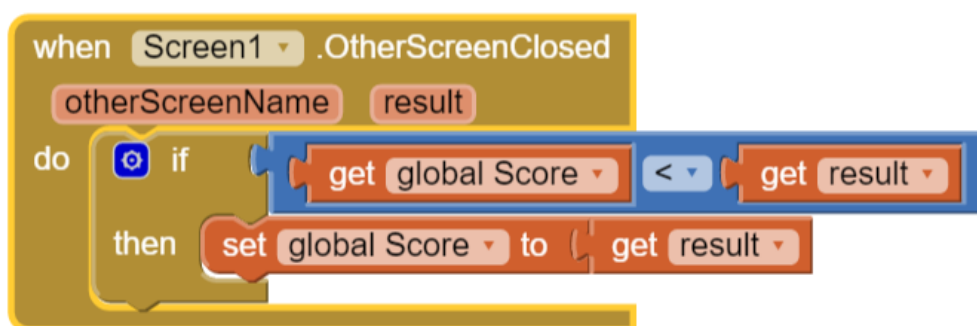 when Screen1 .OtherScreenClosed
otherScreenName result
do if get global Score < get result
then set global Score to get result